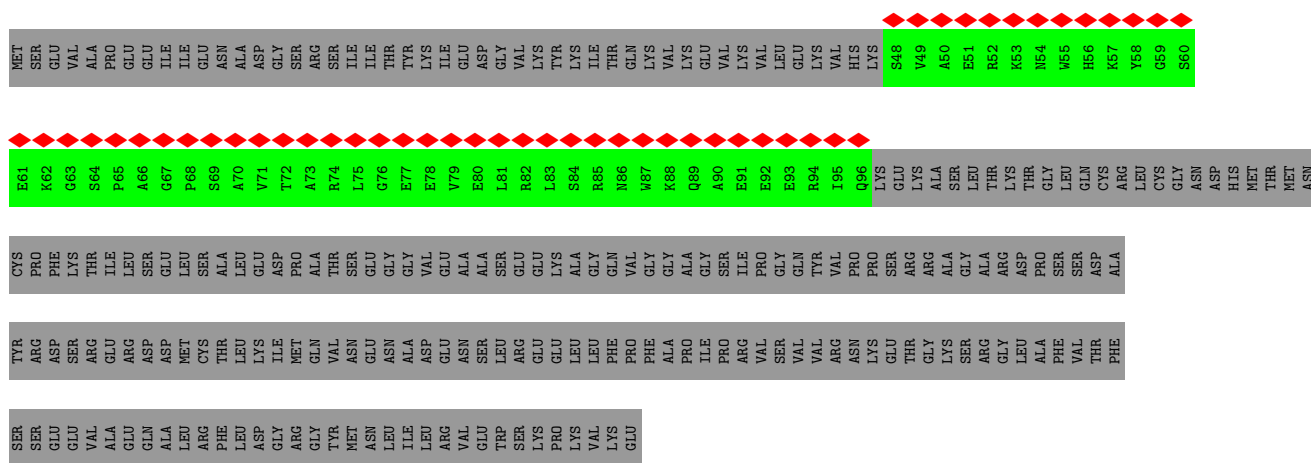 MET SER GLU VAL ALA PRO GLU GLU ILE ILE GLU ASN ALA ASP GLY SER ARG SER ILE ILE THR TYR LYS ILE GLU ASP GLY VAL LYS TYR LYS ILE THR GLN LYS VAL LYS GLU VAL LYS VAL LEU GLU LYS VAL HIS LYS S48 V49 A50 E51 R52 K53 N54 W55 H56 K57 Y58 G59 S60
E61 K62 G63 S64 P65 A66 G67 P68 S69 A70 V71 T72 A73 R74 L75 G76 E77 E78 V79 E80 L81 R82 L83 S84 R85 N86 W87 K88 Q89 A90 E91 E92 E93 R94 I95 Q96 LYS GLU LYS ALA SER LEU THR LYS THR GLY LEU GLN CYS ARG LEU CYS GLY ASN ASP HIS MET THR MET ASN
CYS PRO PHE LYS THR ILE LEU SER GLU LEU SER ALA LEU GLU ASP PRO ALA THR SER GLU GLY GLY VAL GLU ALA ALA SER GLU GLU LYS ALA GLY GLN VAL GLY GLY ALA GLY SER ILE PRO GLY GLN TYR VAL PRO PRO SER ARG ARG ALA GLY ALA ARG ASP PRO SER SER ASP ALA
TYR ARG ASP SER ARG GLU ARG ASP ASP MET CYS THR LEU LYS ILE MET GLN VAL ASN GLU ASN ALA ASP GLU ASN SER LEU ARG GLU GLU LEU LEU PHE PRO PHE ALA PRO ILE PRO ARG VAL SER VAL VAL ARG ASN LYS GLU THR GLY LYS SER ARG GLY LEU ALA PHE VAL THR PHE
SER SER GLU GLU VAL ALA GLU GLN ALA LEU ARG PHE LEU ASP GLY ARG GLY TYR MET ASN LEU ILE LEU ARG VAL GLU TRP SER LYS PRO LYS VAL LYS GLU